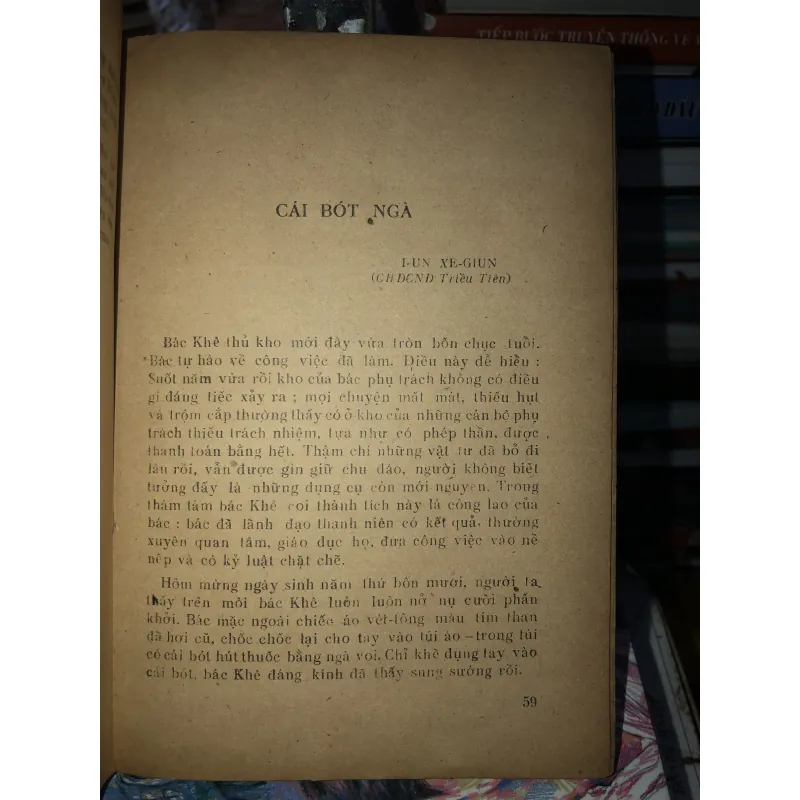 TIẾP BƯỚC TRUYỀN THỐNG VẺ
CÁI BÓT NGÀ
I-UN XE-GIUN
(CHDCND Triều Tiên)
Bác Khê thủ kho mới đây vừa tròn bốn chục tuổi.
Bác tự hào về công việc đã làm. Điều này dễ hiểu :
Suốt năm vừa rồi kho của bác phụ trách không có điều
gì đáng tiếc xảy ra ; mọi chuyện mất mát, thiếu hụt
và trộm cắp thường thấy có ở kho của những cán bộ phụ
trách thiếu trách nhiệm, tựa như có phép thần, được
thanh toán bằng hết. Thậm chí những vật tư đã bỏ đi
lâu rồi, vẫn được gìn giữ chu đáo, người không biết
tưởng đấy là những dụng cụ còn mới nguyên. Trong
thâm tâm bác Khê coi thành tích này là công lao của
bác : bác đã lãnh đạo thanh niên có kết quả, thường
xuyên quan tâm, giáo dục họ, đưa công việc vào nề
nếp và có kỷ luật chặt chẽ.
Hôm mừng ngày sinh năm thứ bốn mươi, người ta
thấy trên môi bác Khê luôn luôn nở nụ cười phấn
khởi. Bác mặc ngoài chiếc áo vét-tông màu tím than
đã hơi cũ, chốc chốc lại cho tay vào túi áo – trong túi
có cái bót hút thuốc bằng ngà voi. Chỉ khẽ đụng tay vào
cái bót, bác Khê đáng kính đã thấy sung sướng rồi.
59